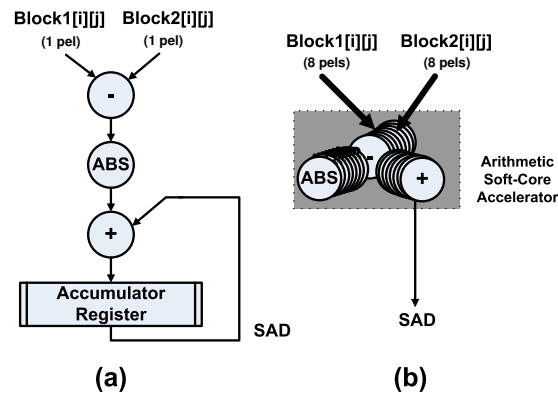 Block1[i][j] Block2[i][j]
(1 pel) (1 pel)
-
ABS
+
Accumulator
Register
SAD
(a)
Block1[i][j] Block2[i][j]
(8 pels) (8 pels)
-
ABS
+
Arithmetic
Soft-Core
Accelerator
SAD
(b)